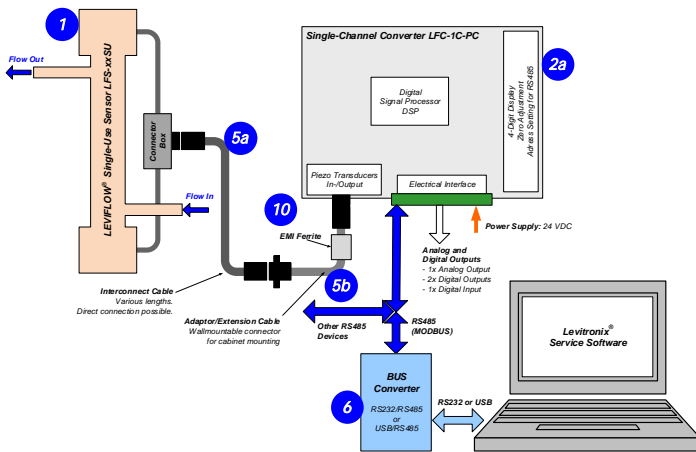 1
Flow Out
LEVIFLOW® Single-Use Sensor LFS-xxSU
Connector
Box
5a
Flow In
Interconnect Cable
Various lengths.
Direct connection possible.
10
EMI Ferrite
5b
Adaptor/Extension Cable
Wallmountable connector
for cabinet mounting
Single-Channel Converter LFC-1C-PC
Digital
Signal Processor
DSP
4-Digit Display
Zero Adjustment
Adress Setting for RS485
2a
Piezo Transducers
In-/Output
Electrical Interface
Power Supply: 24 VDC
Analog and
Digital Outputs
- 1x Analog Output
- 2x Digital Outputs
- 1x Digital Input
Other RS485
Devices
RS485
(MODBUS)
6
BUS
Converter
RS232/RS485
or
USB/RS485
RS232 or USB
Levitronix®
Service Software